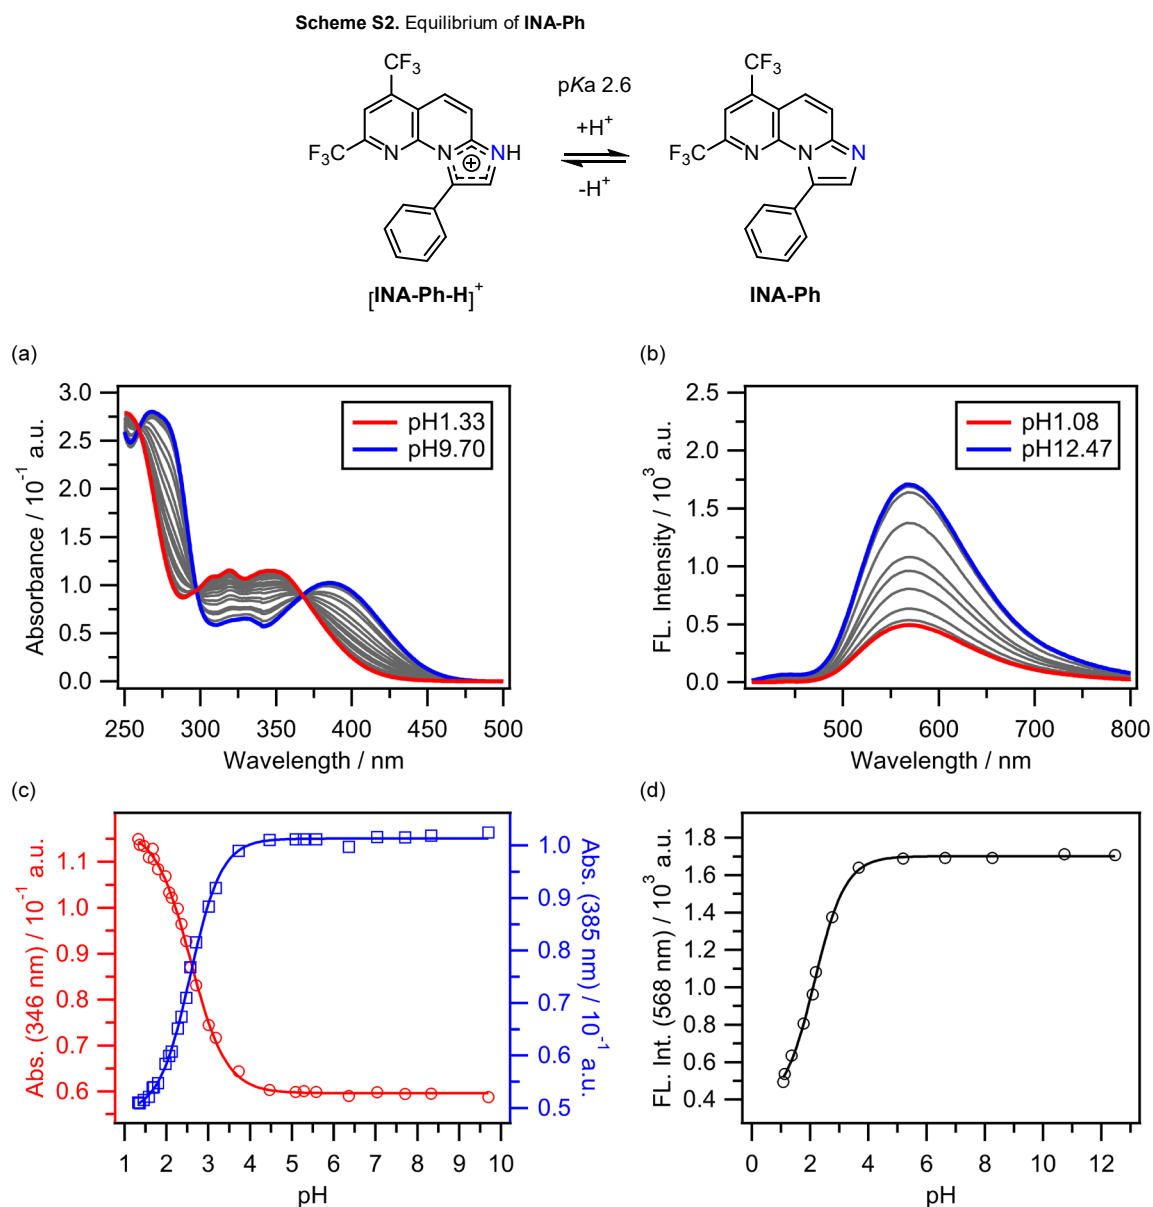 Scheme S2. Equilibrium of INA-Ph
CF3
F3C
N
N
NH
+
[INA-Ph-H]+
pKa 2.6
+H+
-H+
CF3
F3C
N
N
N
INA-Ph
(a)
3.0
2.5
2.0
1.5
1.0
0.5
0.0
Absorbance / 10^-1 a.u.
pH1.33
pH9.70
250 300 350 400 450 500
Wavelength / nm
(b)
2.5
2.0
1.5
1.0
0.5
0.0
FL. Intensity / 10^3 a.u.
pH1.08
pH12.47
500 600 700 800
Wavelength / nm
(c)
1.1
1.0
0.9
0.8
0.7
0.6
Abs. (346 nm) / 10^-1 a.u.
1.0
0.9
0.8
0.7
0.6
0.5
Abs. (385 nm) / 10^-1 a.u.
1 2 3 4 5 6 7 8 9 10
pH
(d)
1.8
1.6
1.4
1.2
1.0
0.8
0.6
0.4
FL. Int. (568 nm) / 10^3 a.u.
0 2 4 6 8 10 12
pH